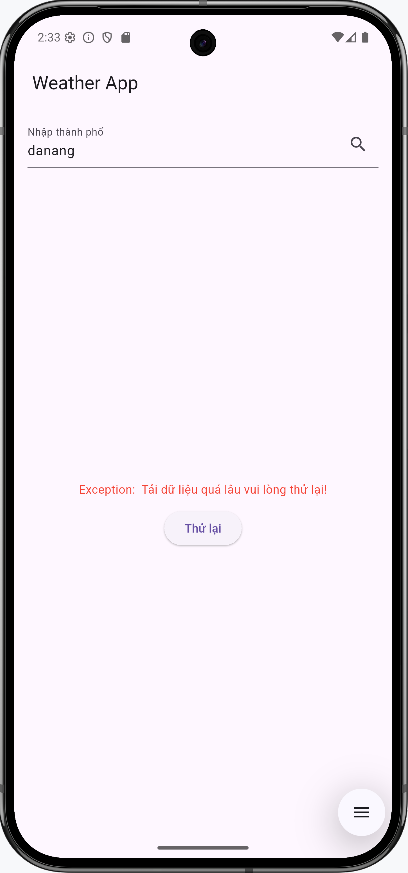 2:33
Weather App
Nhập thành phố
danang
Exception:  Tải dữ liệu quá lâu vui lòng thử lại!
Thử lại